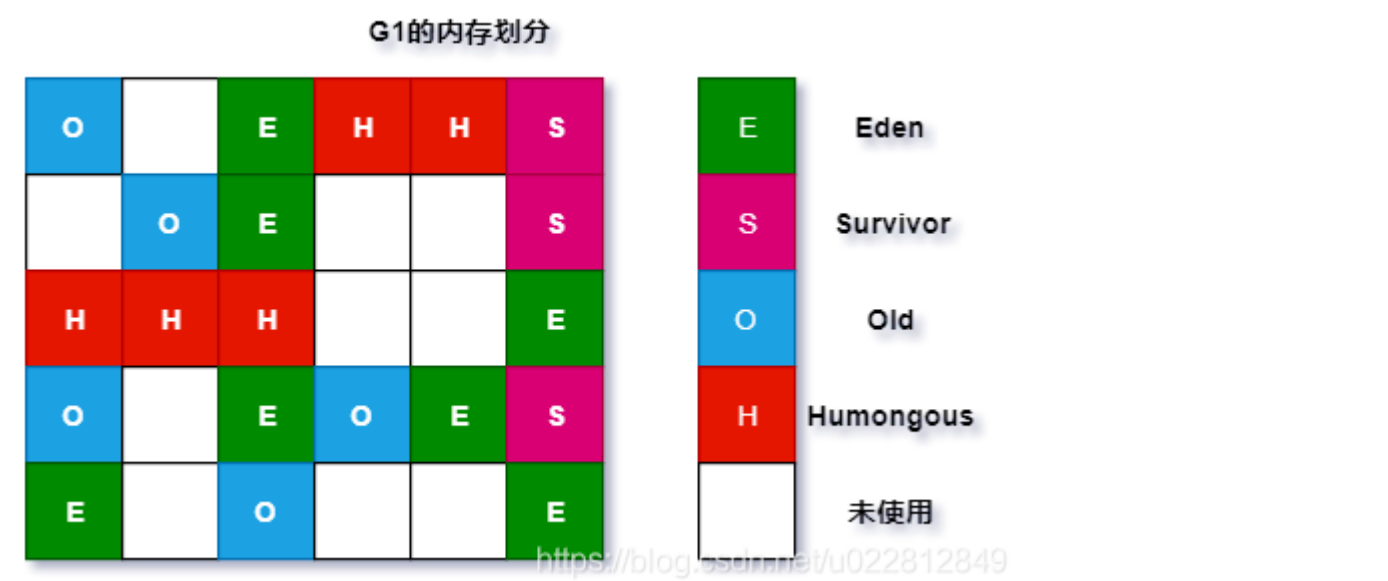 G1的内存划分
O E H H S
O E S
H H H E
O E O E S
E O E
E Eden
S Survivor
O Old
H Humongous
未使用
https://blog.csdn.net/u022812849